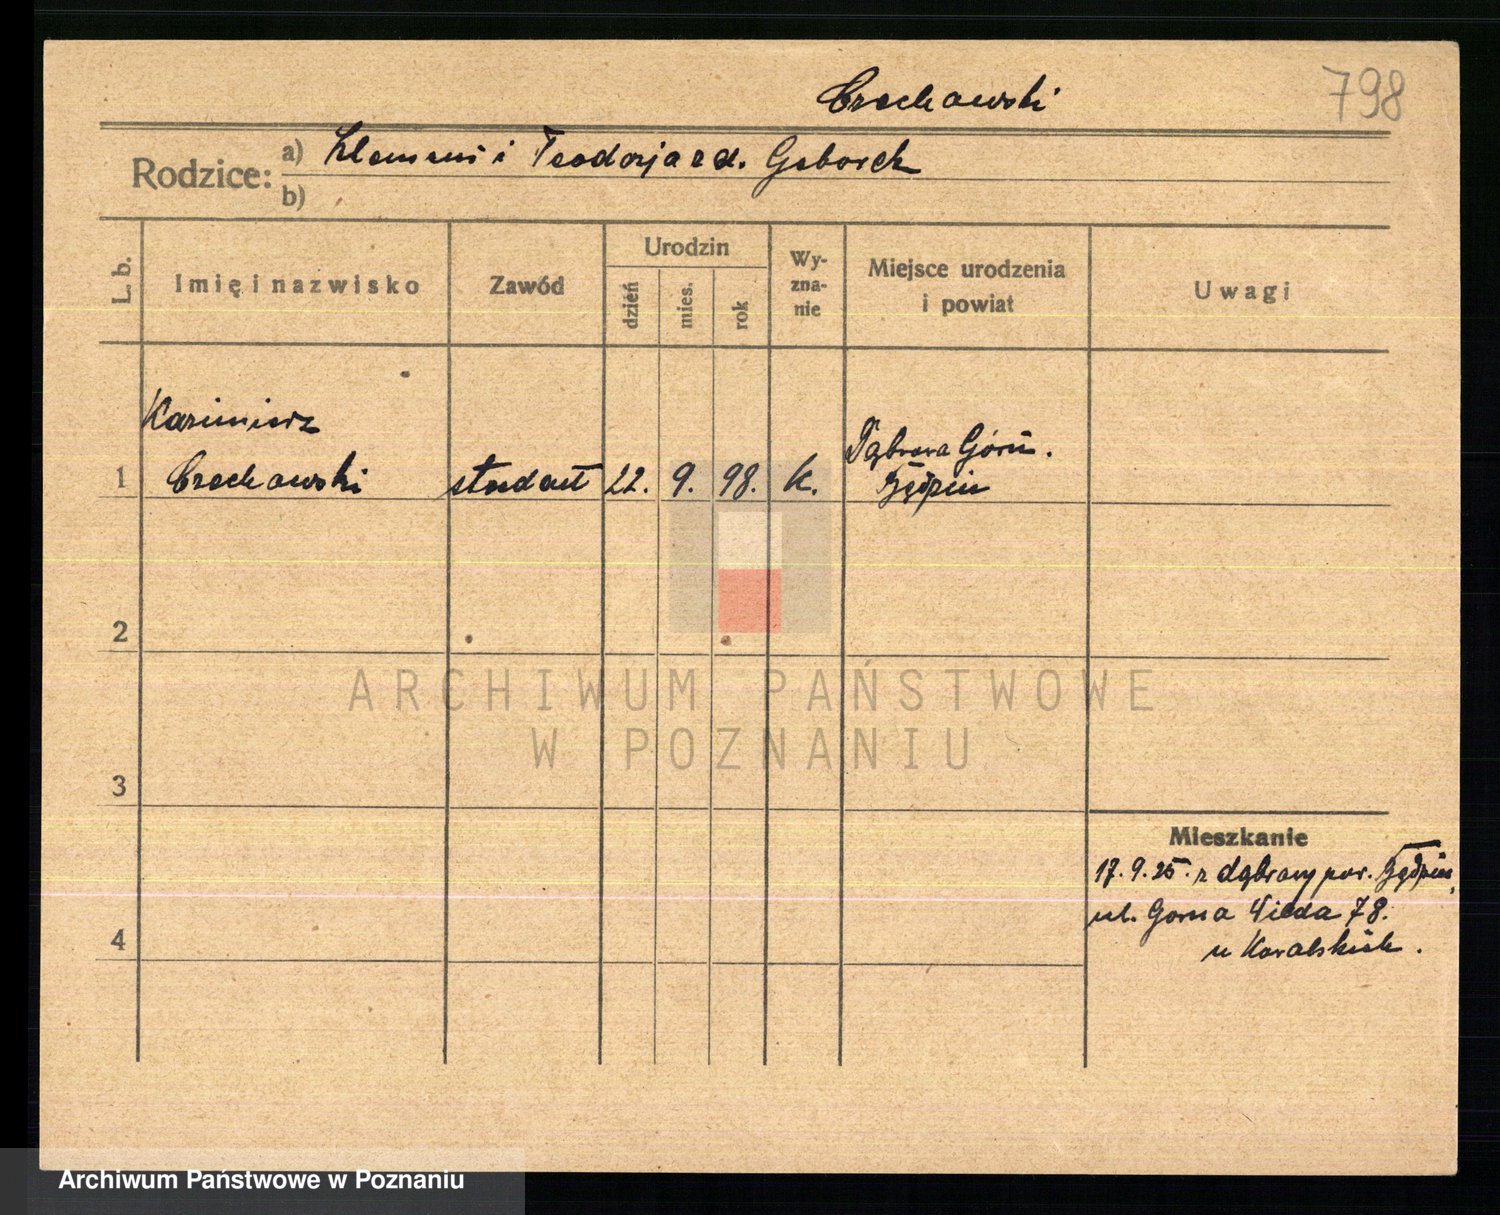 Czechowski
798
Rodzice:
a) Klemens i Teodozja z d. Gaborek
b)
L. b.
Imię i nazwisko
Zawód
Urodzin
dzień
mies.
rok
Wy-
zna-
nie
Miejsce urodzenia
i powiat
Uwagi
Kazimierz
1 Czechowski student 22. 9. 98. k. Dąbrowa Górn.
Będzin
2
ARCHIWUM PAŃSTWOWE
W POZNANIU
3
Mieszkanie
17. 9. 25. z Dąbrowy pow. Będzin,
ul. Górna Wilda 78.
4
u Kowalskich.
Archiwum Państwowe w Poznaniu